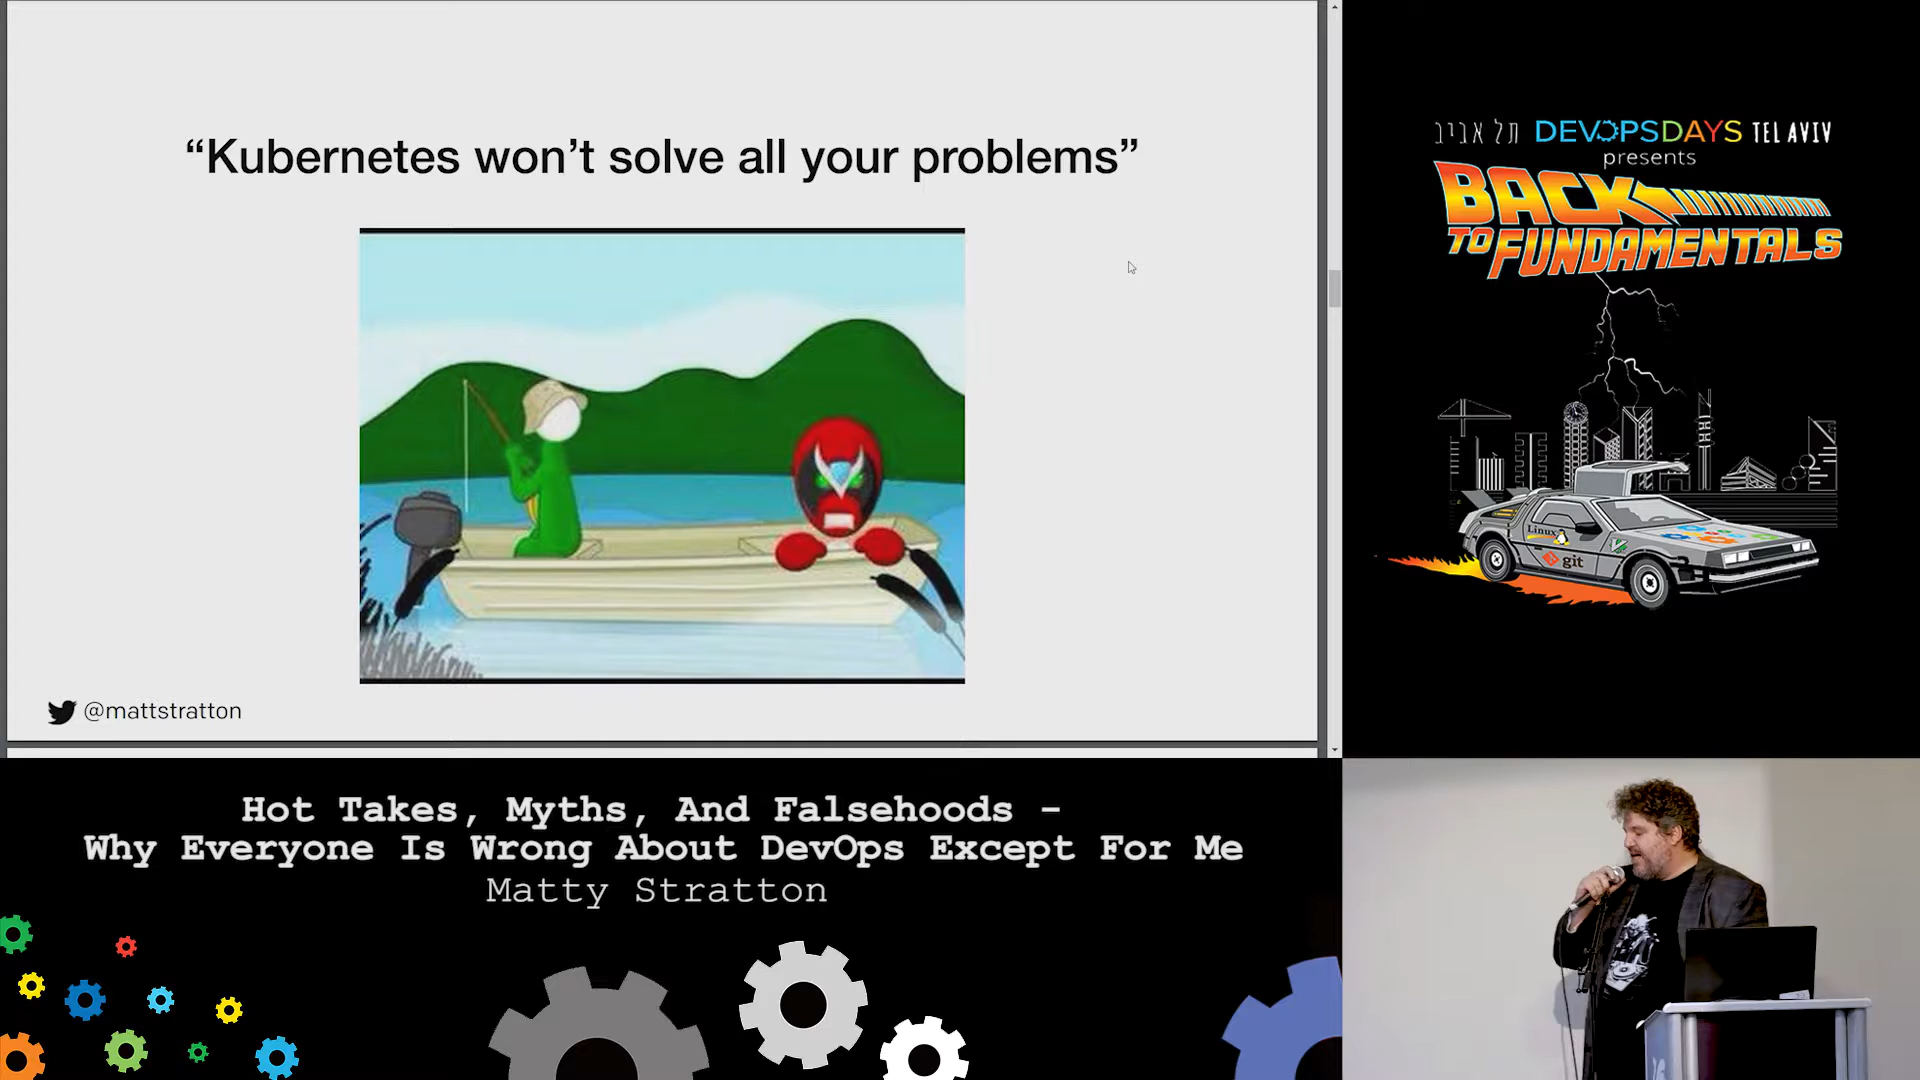 “Kubernetes won’t solve all your problems”
@mattstratton
תל אביב DEVOPSDAYS TEL AVIV
presents
BACK
TO FUNDAMENTALS
Linux
git
Hot Takes, Myths, And Falsehoods –
Why Everyone Is Wrong About DevOps Except For Me
Matty Stratton